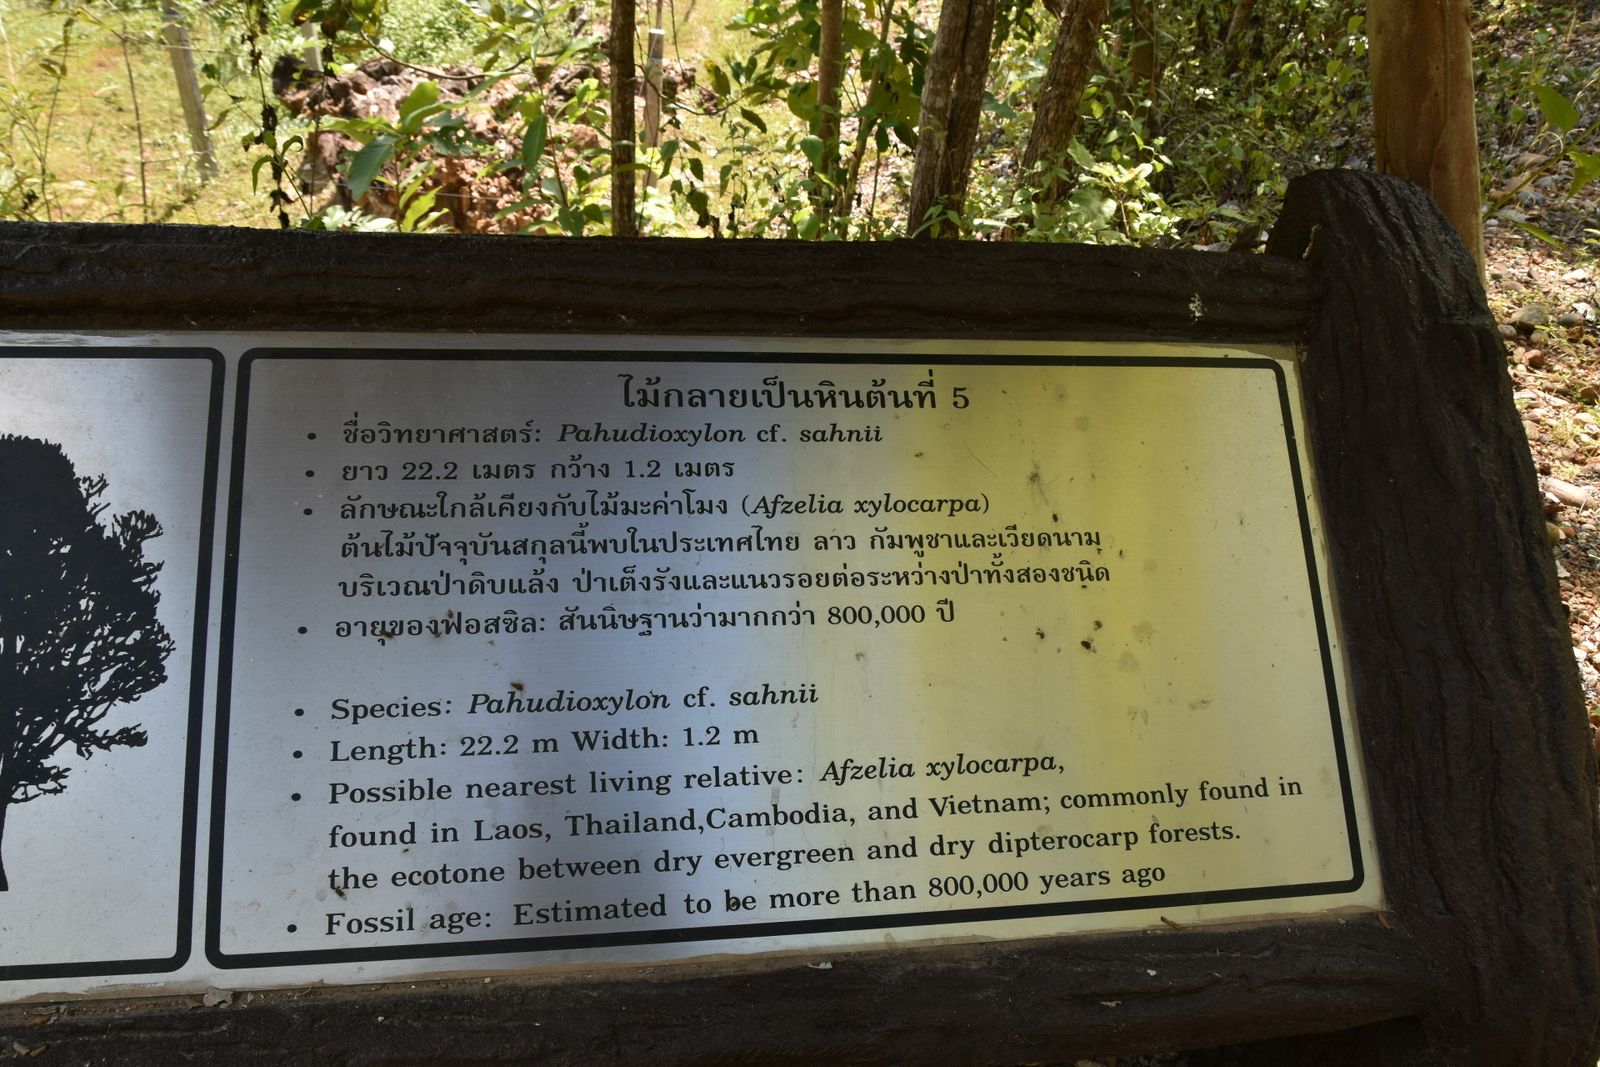 ไม้กลายเป็นหินต้นที่ 5
• ชื่อวิทยาศาสตร์: Pahudioxylon cf. sahnii
• ยาว 22.2 เมตร กว้าง 1.2 เมตร
• ลักษณะใกล้เคียงกับไม้มะค่าโมง (Afzelia xylocarpa)
ต้นไม้ปัจจุบันสกุลนี้พบในประเทศไทย ลาว กัมพูชาและเวียดนาม
บริเวณป่าดิบแล้ง ป่าเต็งรังและแนวรอยต่อระหว่างป่าทั้งสองชนิด
• อายุของฟอสซิล: สันนิษฐานว่ามากกว่า 800,000 ปี
• Species: Pahudioxylon cf. sahnii
• Length: 22.2 m Width: 1.2 m
• Possible nearest living relative: Afzelia xylocarpa,
found in Laos, Thailand,Cambodia, and Vietnam; commonly found in
the ecotone between dry evergreen and dry dipterocarp forests.
• Fossil age: Estimated to be more than 800,000 years ago